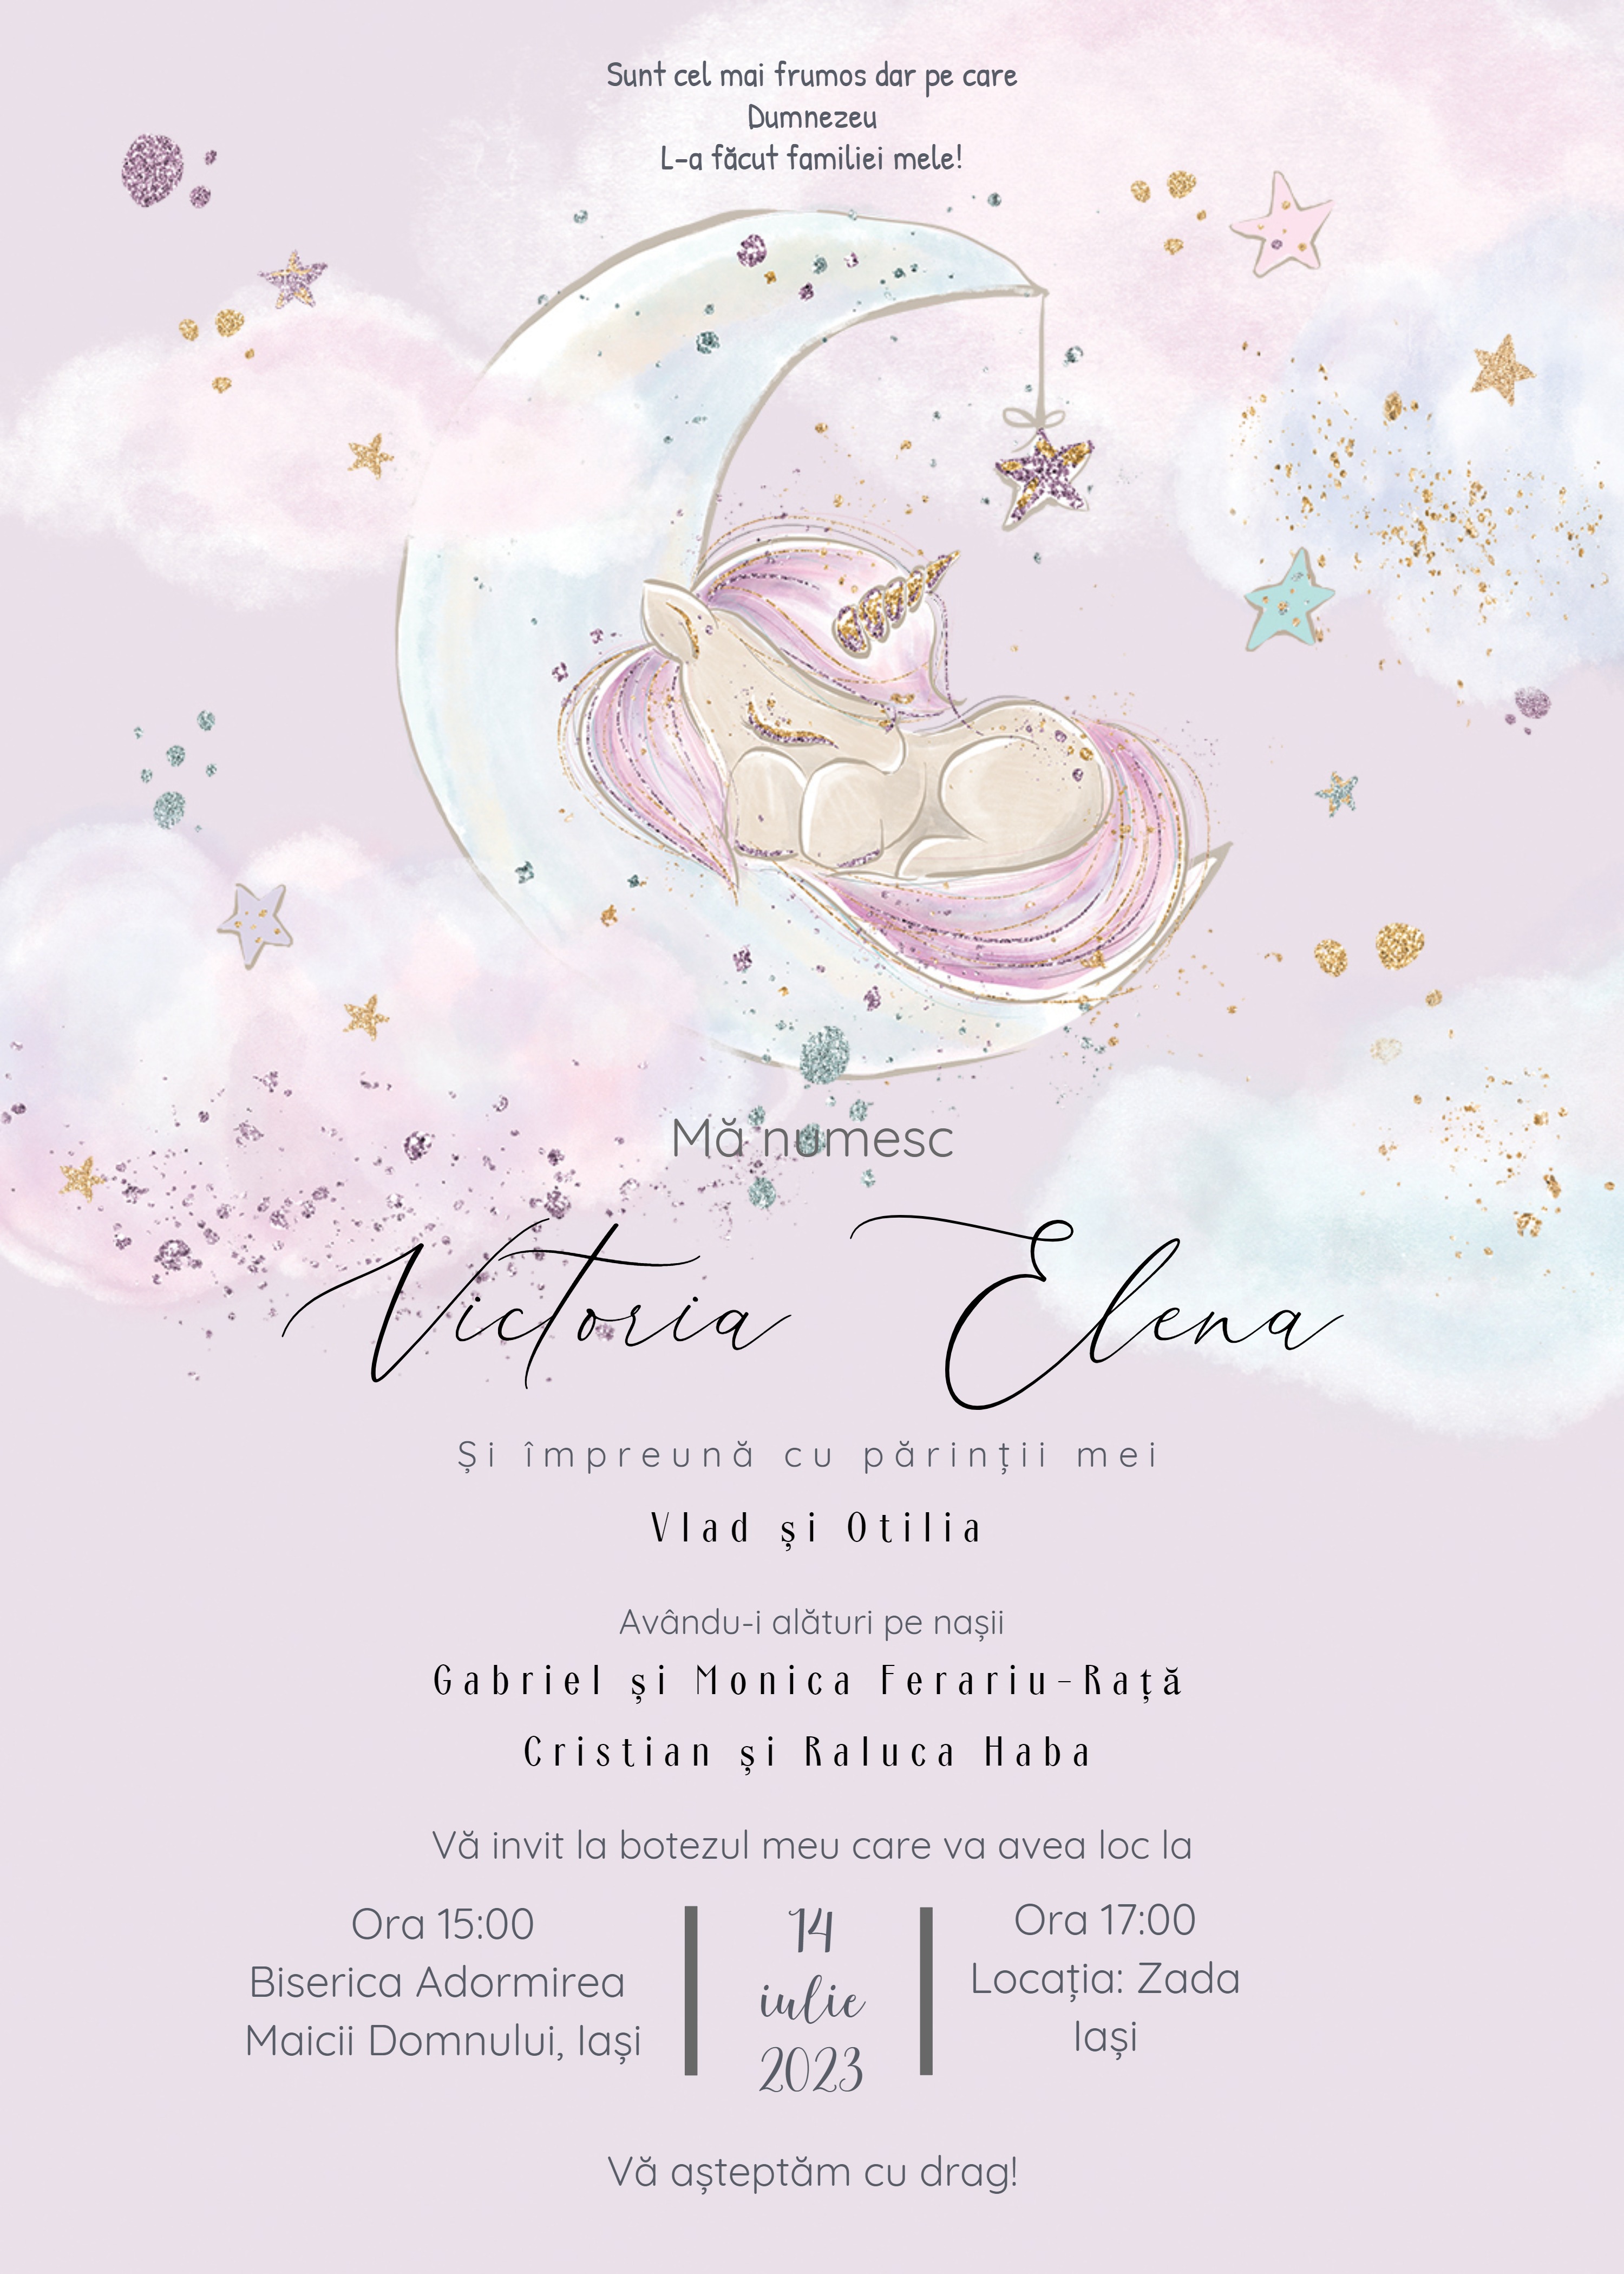 Sunt cel mai frumos dar pe care
Dumnezeu
L-a făcut familiei mele!
Mă numesc
Victoria Elena
Și împreună cu părinții mei
Vlad și Otilia
Avându-i alături pe nașii
Gabriel și Monica Ferariu-Rață
Cristian și Raluca Haba
Vă invit la botezul meu care va avea loc la
Ora 15:00
Biserica Adormirea
Maicii Domnului, Iași
14
iulie
2023
Ora 17:00
Locația: Zada
Iași
Vă așteptăm cu drag!